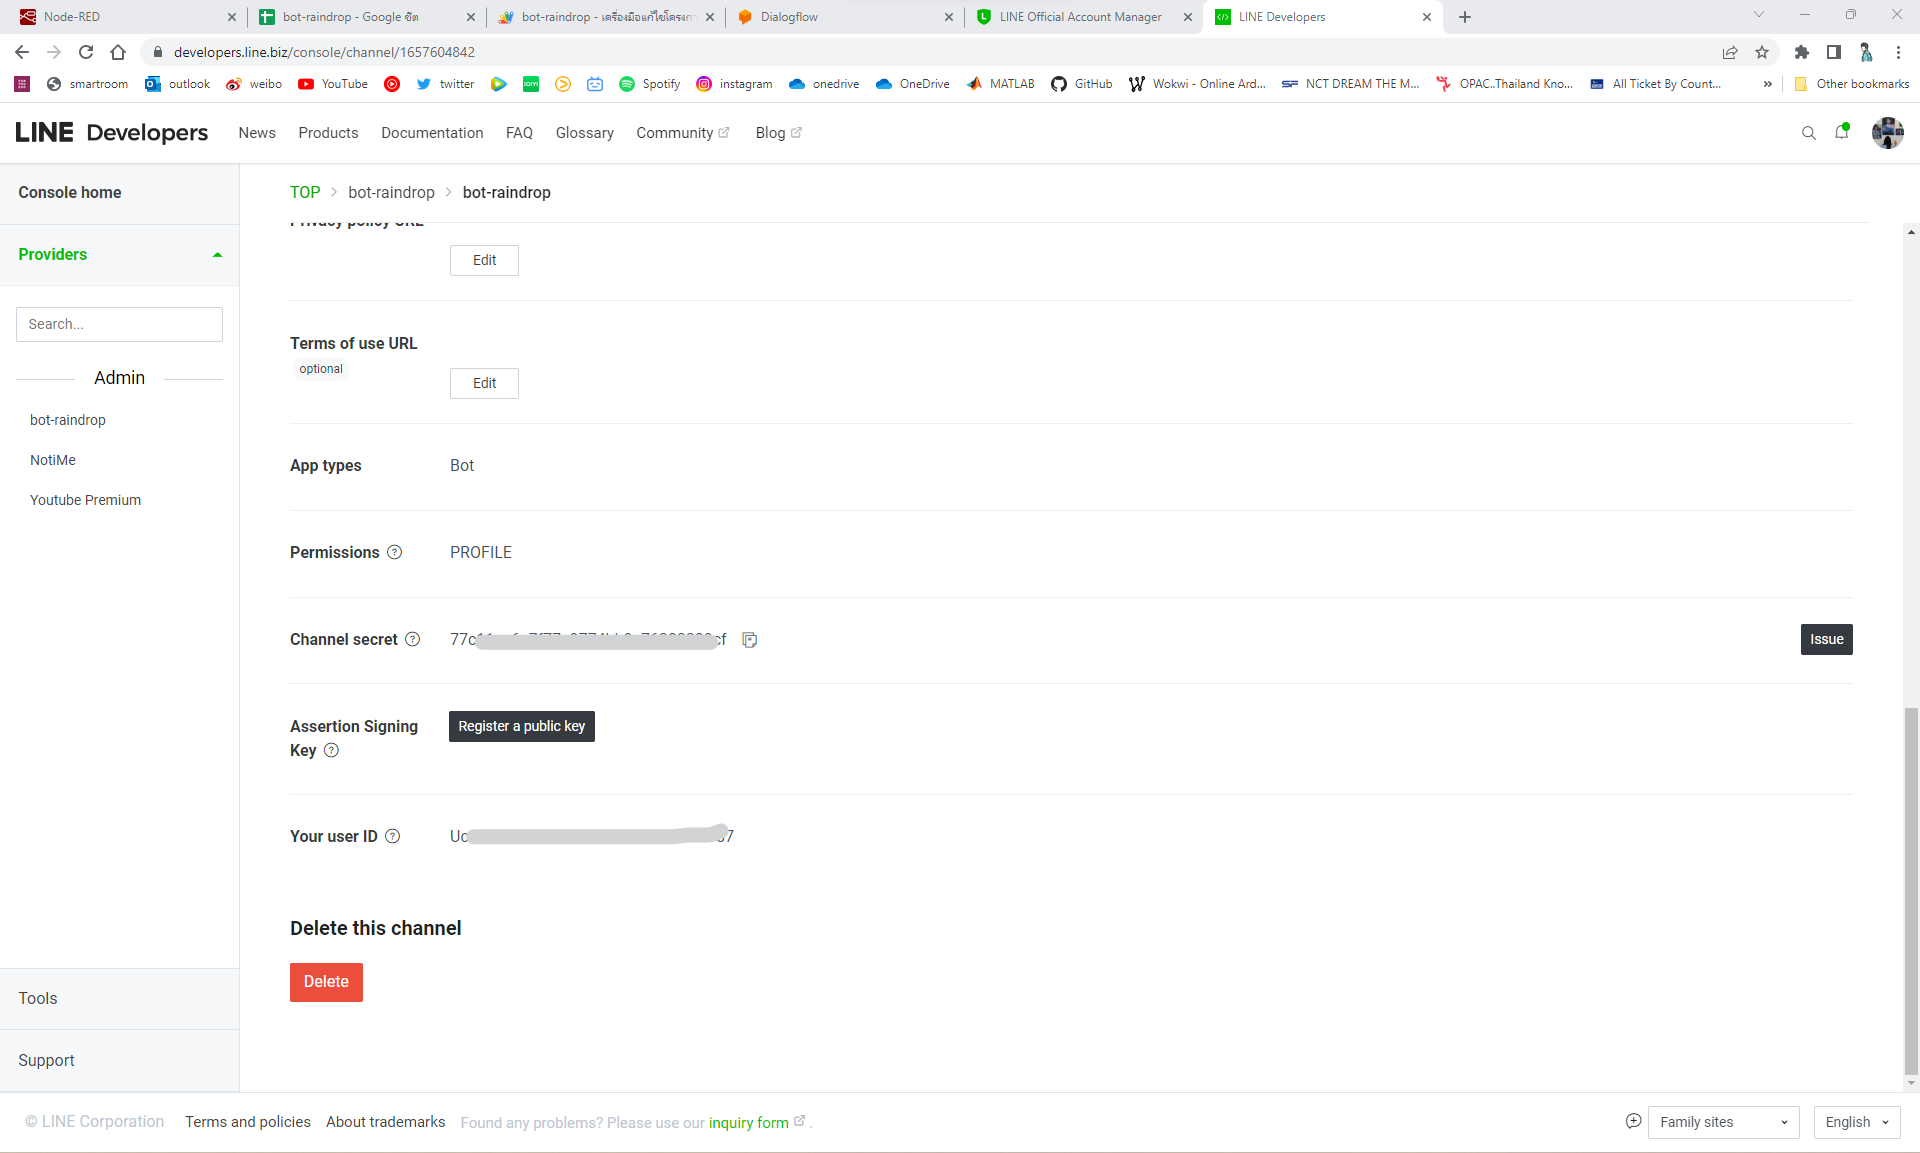 Node-RED
bot-raindrop - Google ชีต
bot-raindrop - เครื่องมือแก้ไขโครงกา
Dialogflow
LINE Official Account Manager
LINE Developers
developers.line.biz/console/channel/1657604842
smartroom
outlook
weibo
YouTube
twitter
Spotify
instagram
onedrive
OneDrive
MATLAB
GitHub
Wokwi - Online Ard...
NCT DREAM THE M...
OPAC..Thailand Kno...
All Ticket By Count...
»
Other bookmarks
LINE Developers
News
Products
Documentation
FAQ
Glossary
Community
Blog
Console home
TOP > bot-raindrop > bot-raindrop
Providers
Search...
Admin
bot-raindrop
NotiMe
Youtube Premium
Tools
Support
Privacy policy URL
Edit
Terms of use URL
optional
Edit
App types
Bot
Permissions
PROFILE
Channel secret
77c
cf
Issue
Assertion Signing
Key
Register a public key
Your user ID
7
Delete this channel
Delete
© LINE Corporation
Terms and policies
About trademarks
Found any problems? Please use our inquiry form .
Family sites
English